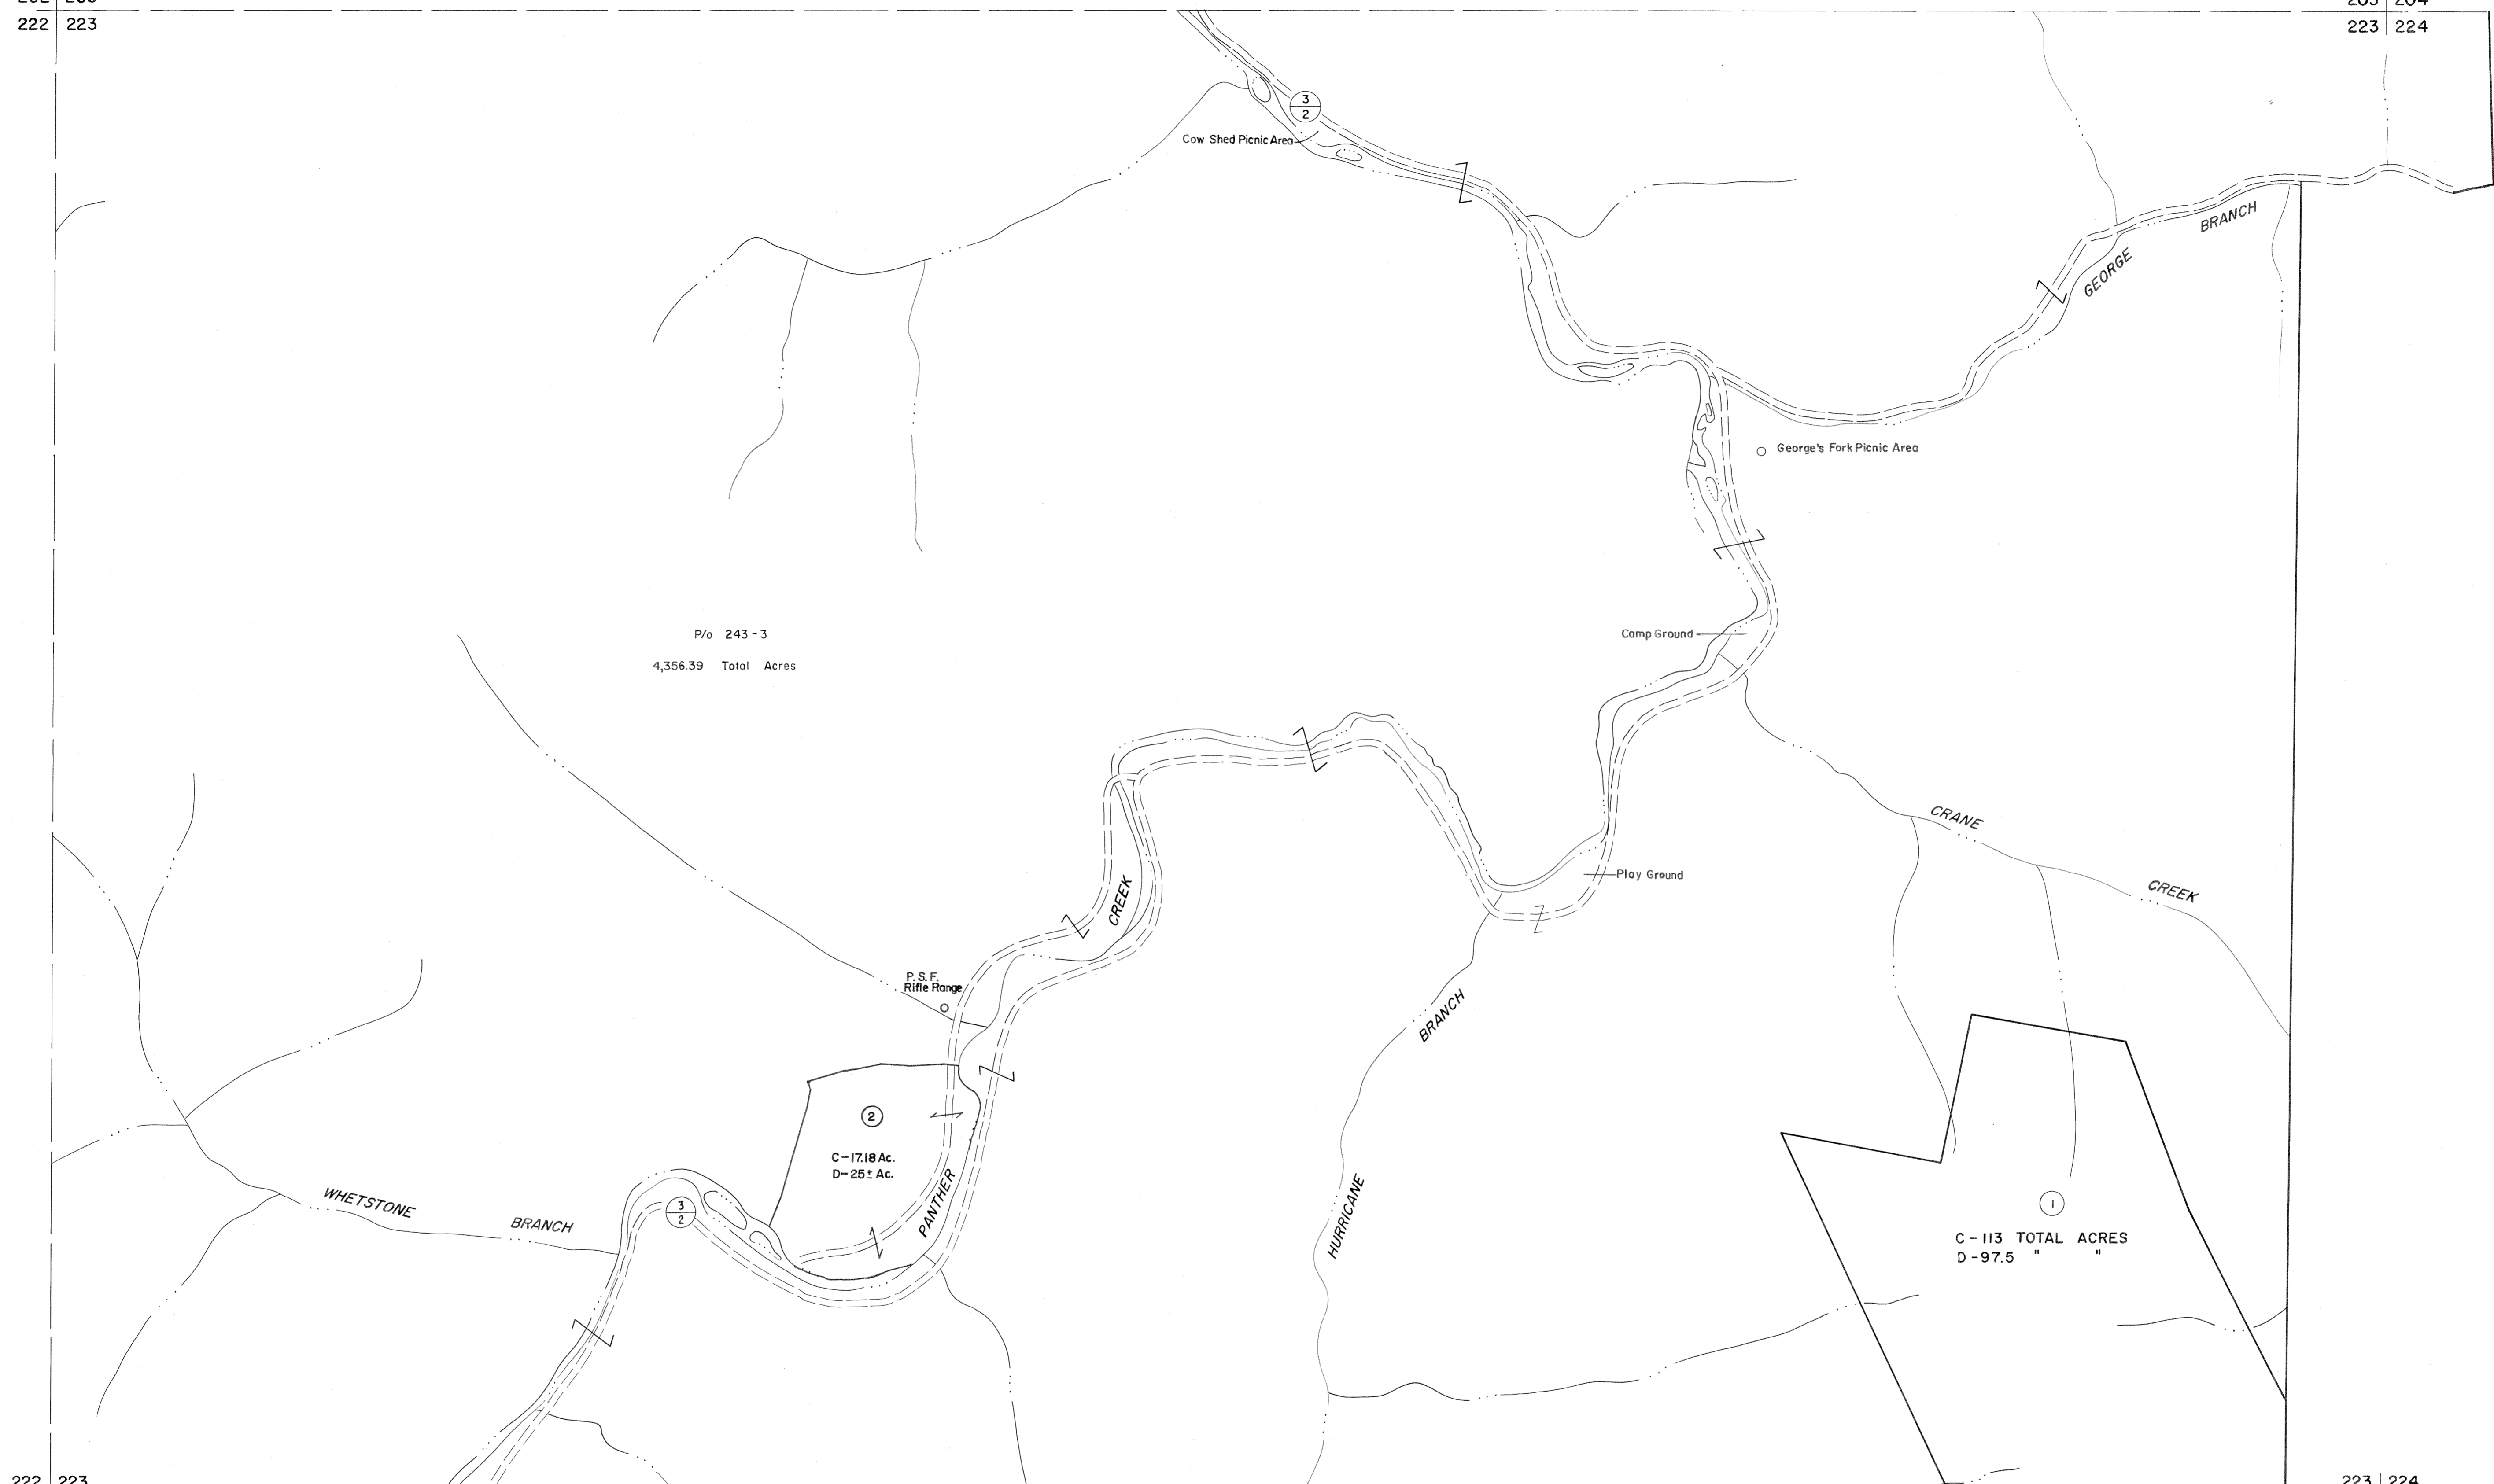 222 223
223 224
3
2
Cow Shed Picnic Area
BRANCH
GEORGE
George's Fork Picnic Area
P/o 243-3
4,356.39 Total Acres
Camp Ground
CRANE
CREEK
Play Ground
CREEK
P.S.F.
Rifle Range
BRANCH
HURRICANE
2
C-17.18 Ac.
D-25± Ac.
PANTHER
WHETSTONE
BRANCH
3
2
1
C-113 TOTAL ACRES
D-97.5 " "
222 223
223 224